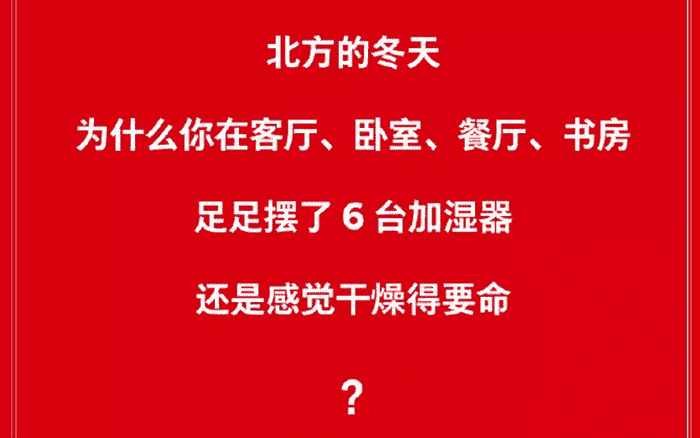 北方的冬天
为什么你在客厅、卧室、餐厅、书房
足足摆了 6 台加湿器
还是感觉干燥得要命
?